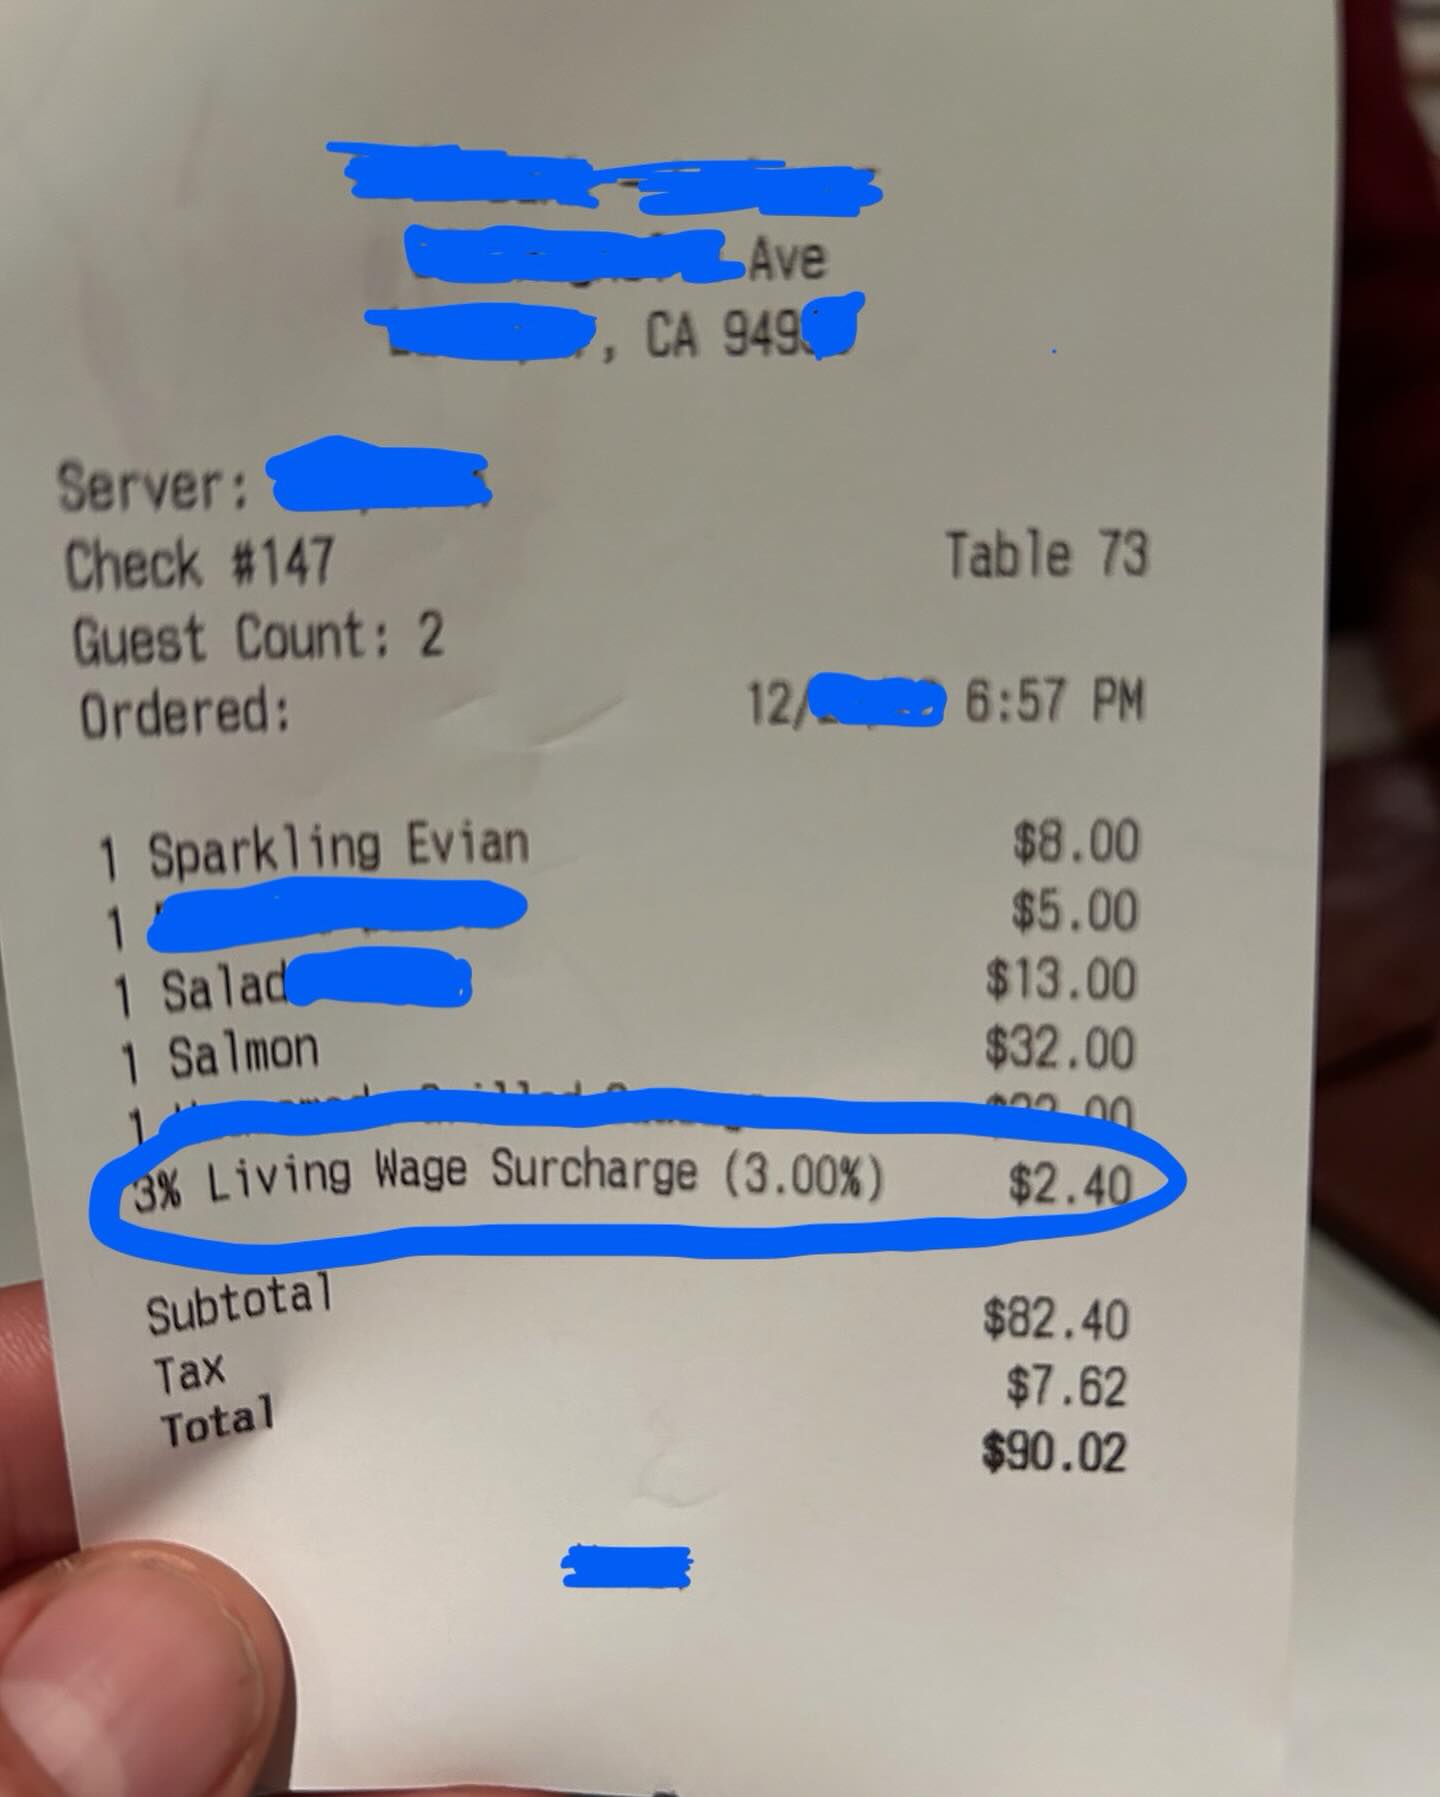 Ave
, CA 949
Server:
Check #147 Table 73
Guest Count: 2
Ordered: 12/ 6:57 PM
1 Sparkling Evian $8.00
1 $5.00
1 Salad $13.00
1 Salmon $32.00
1
3% Living Wage Surcharge (3.00%) $2.40
Subtotal $82.40
Tax $7.62
Total $90.02